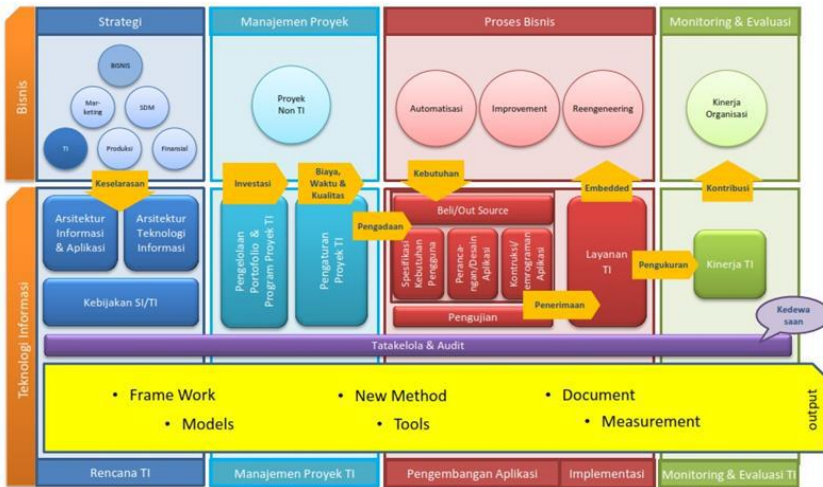 Strategi
Manajemen Proyek
Proses Bisnis
Monitoring & Evaluasi
Bisnis
BISNIS
Mar-
keting
SDM
TI
Produksi
Finansial
Proyek
Non TI
Automatisasi
Improvement
Reengeneering
Kinerja
Organisasi
Keselarasan
Investasi
Biaya,
Waktu &
Kualitas
Kebutuhan
Embedded
Kontribusi
Teknologi Informasi
Arsitektur
Informasi
& Aplikasi
Arsitektur
Teknologi
Informasi
Kebijakan SI/TI
Pengelolaan
Portofolio &
Program Proyek TI
Pengaturan
Proyek TI
Pengadaan
Beli/Out Source
Spesifikasi
Kebutuhan
Pengguna
Peranca-
ngan/Desain
Aplikasi
Kontruksi/
emrograman
Aplikasi
Pengujian
Penerimaan
Layanan
TI
Pengukuran
Kinerja TI
Kedewa
saan
Tatakelola & Audit
• Frame Work
• New Method
• Document
• Models
• Tools
• Measurement
output
Rencana TI
Manajemen Proyek TI
Pengembangan Aplikasi
Implementasi
Monitoring & Evaluasi TI